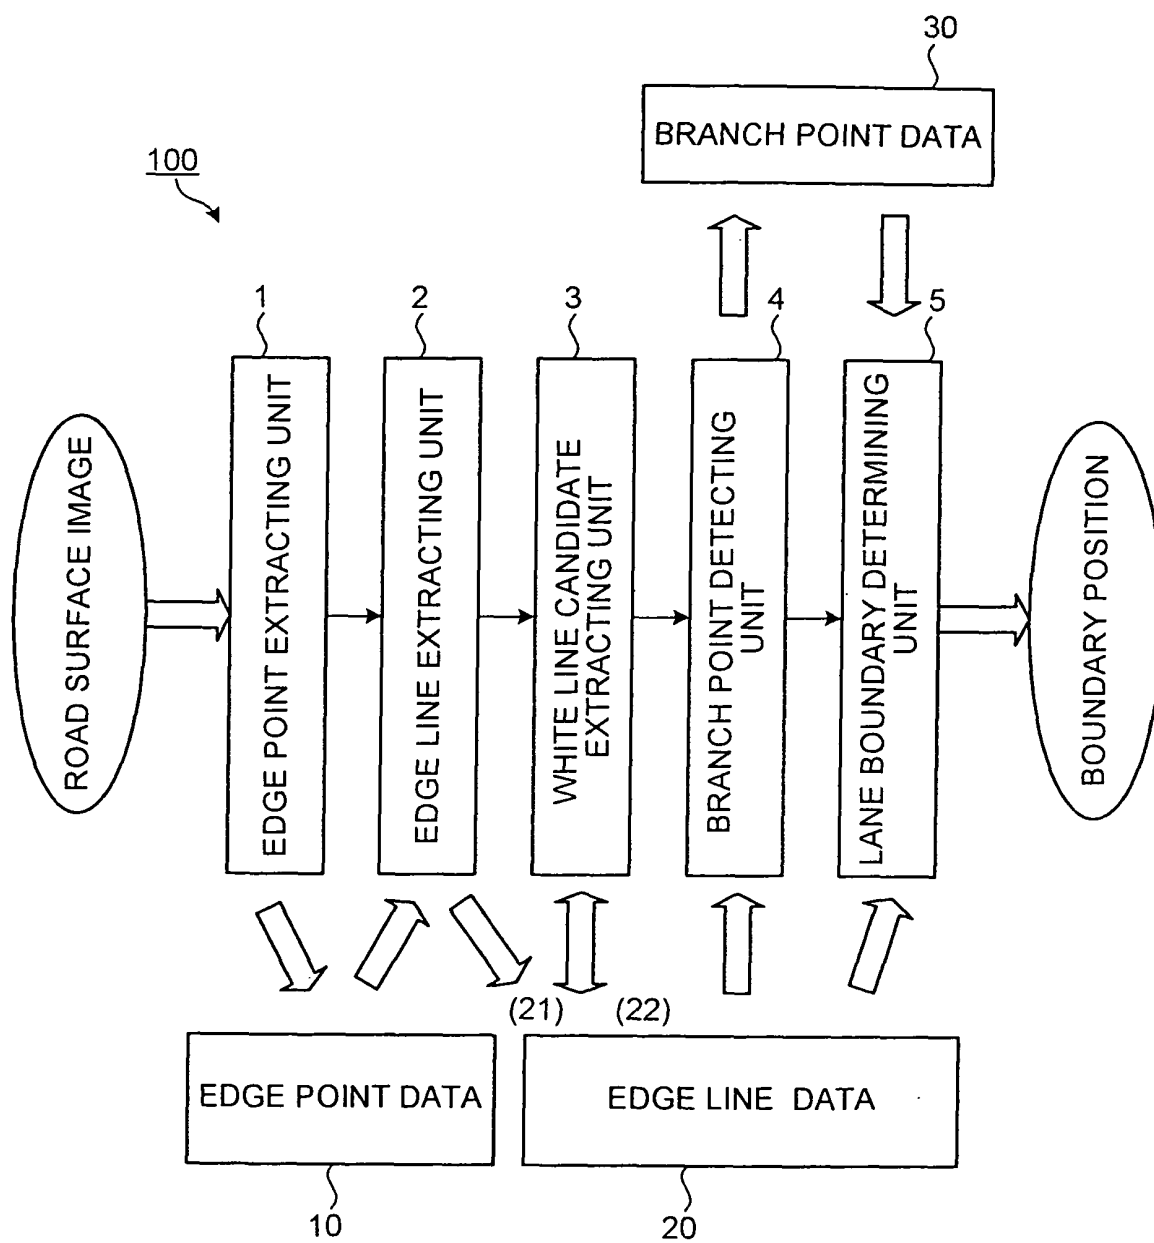 30
BRANCH POINT DATA
100
1
2
3
4
5
ROAD SURFACE IMAGE
EDGE POINT EXTRACTING UNIT
EDGE LINE EXTRACTING UNIT
WHITE LINE CANDIDATE
EXTRACTING UNIT
BRANCH POINT DETECTING
UNIT
LANE BOUNDARY DETERMINING
UNIT
BOUNDARY POSITION
(21)
(22)
EDGE POINT DATA
EDGE LINE DATA
10
20